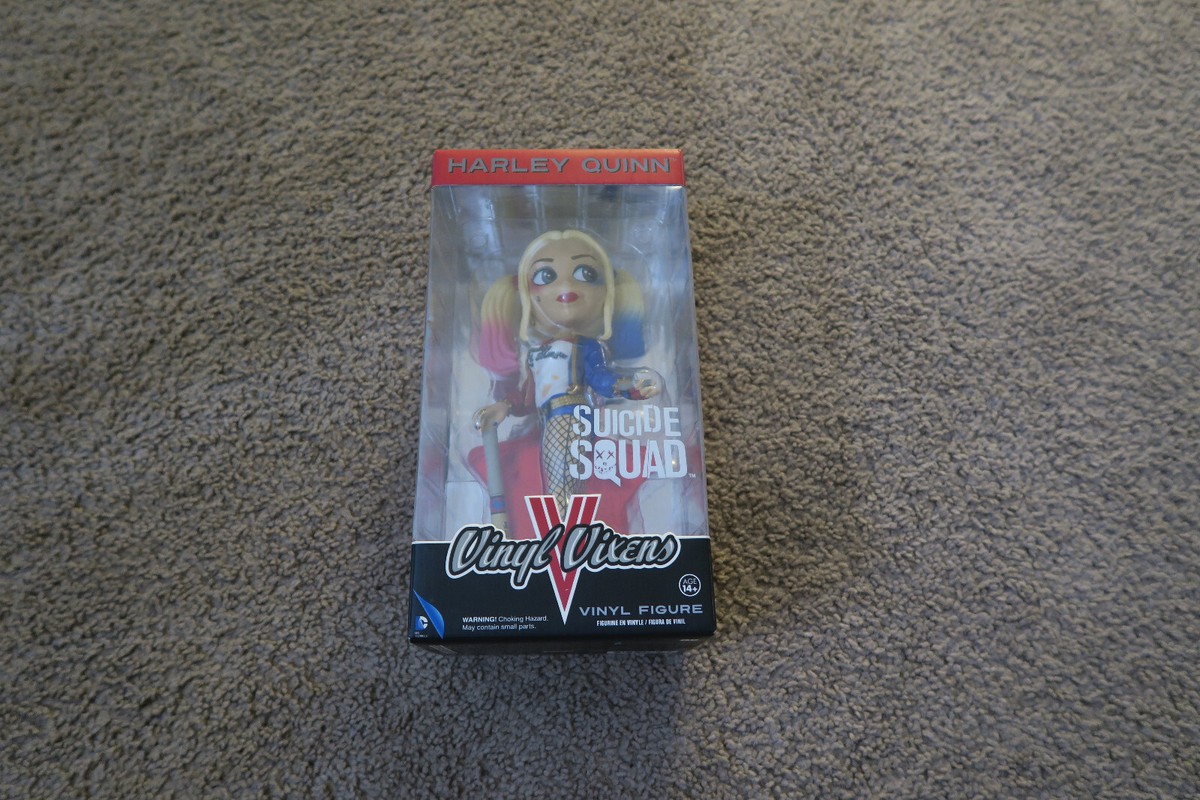 HARLEY QUINN
SUICIDE
SQUAD™
Vinyl Vixens
V
AGE
14+
VINYL FIGURE
FIGURINE EN VINYLE / FIGURA DE VINIL
WARNING! Choking Hazard.
May contain small parts.